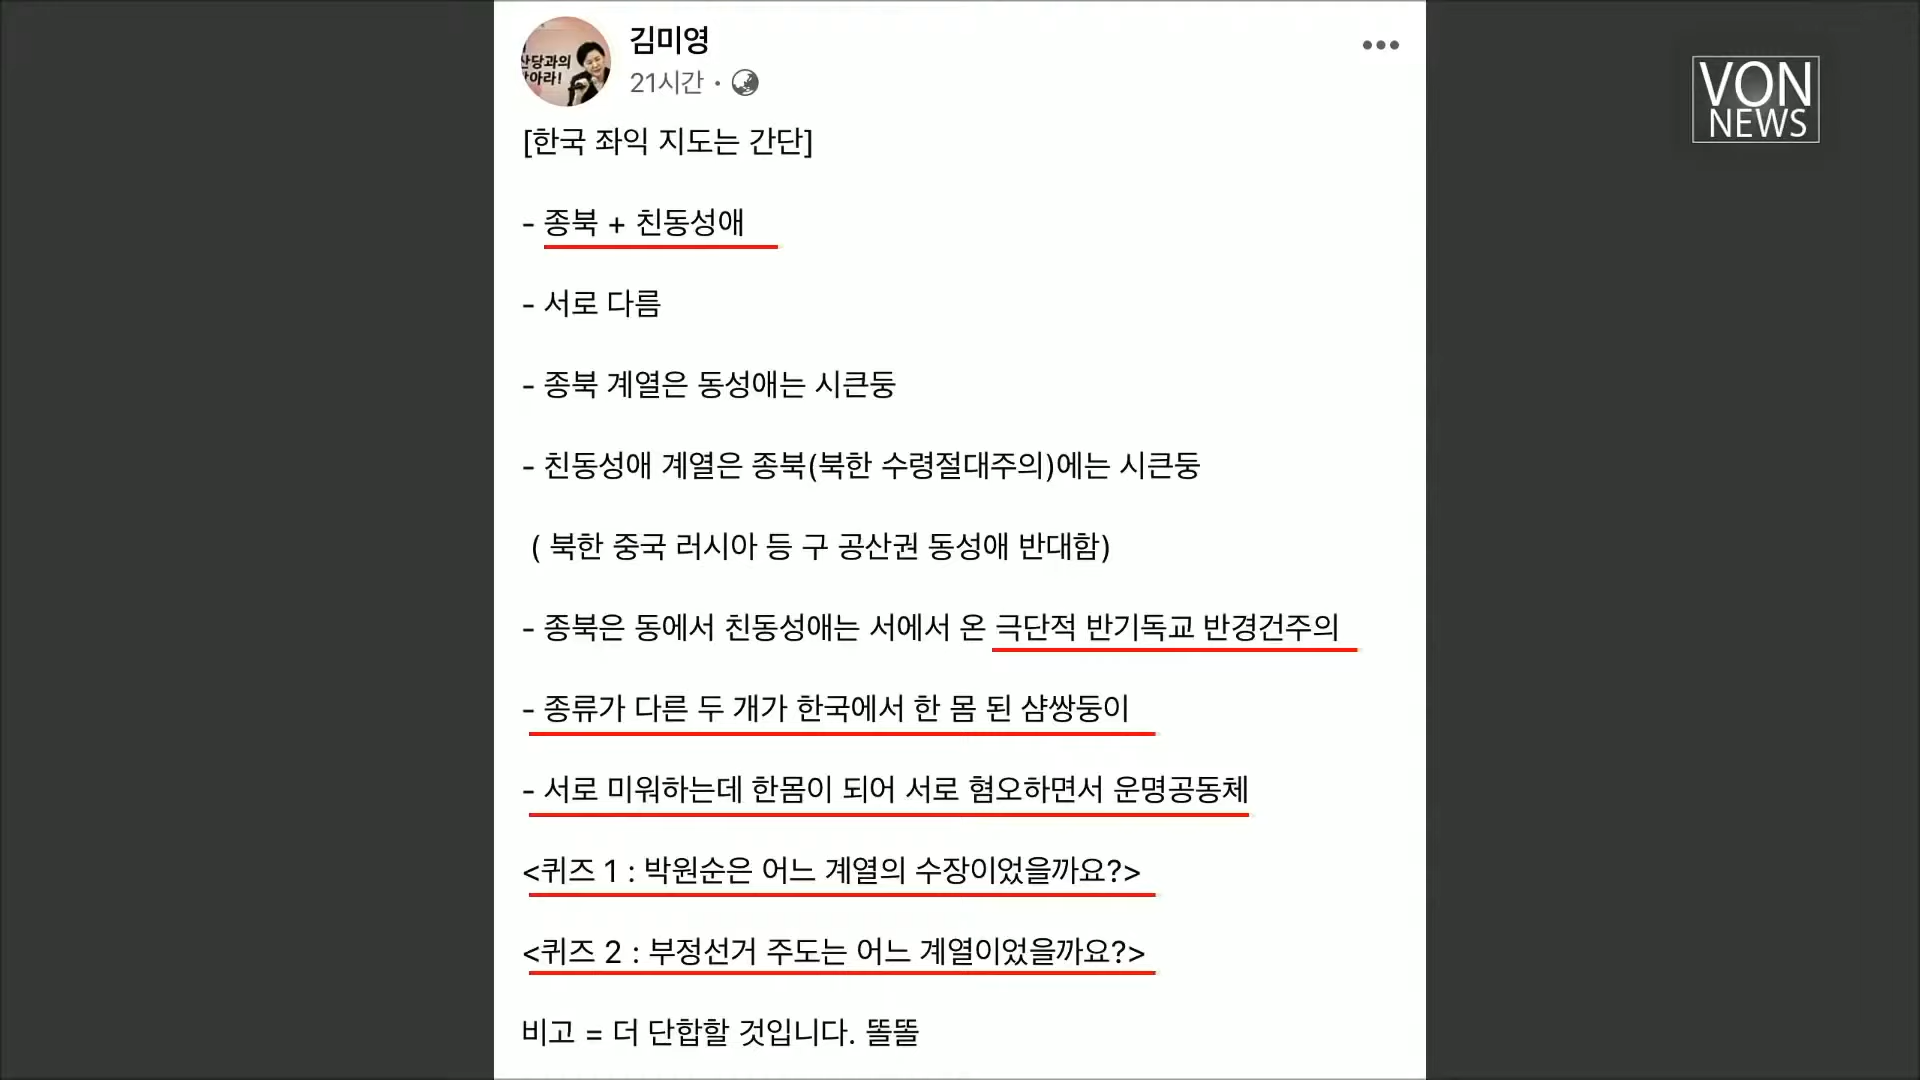 김미영
21시간 ·
산당과의
아라!
VON
NEWS
[한국 좌익 지도는 간단]
- 종북 + 친동성애
- 서로 다름
- 종북 계열은 동성애는 시큰둥
- 친동성애 계열은 종북(북한 수령절대주의)에는 시큰둥
( 북한 중국 러시아 등 구 공산권 동성애 반대함)
- 종북은 동에서 친동성애는 서에서 온 극단적 반기독교 반경건주의
- 종류가 다른 두 개가 한국에서 한 몸 된 샴쌍둥이
- 서로 미워하는데 한몸이 되어 서로 혐오하면서 운명공동체
<퀴즈 1 : 박원순은 어느 계열의 수장이었을까요?>
<퀴즈 2 : 부정선거 주도는 어느 계열이었을까요?>
비고 = 더 단합할 것입니다. 똘똘